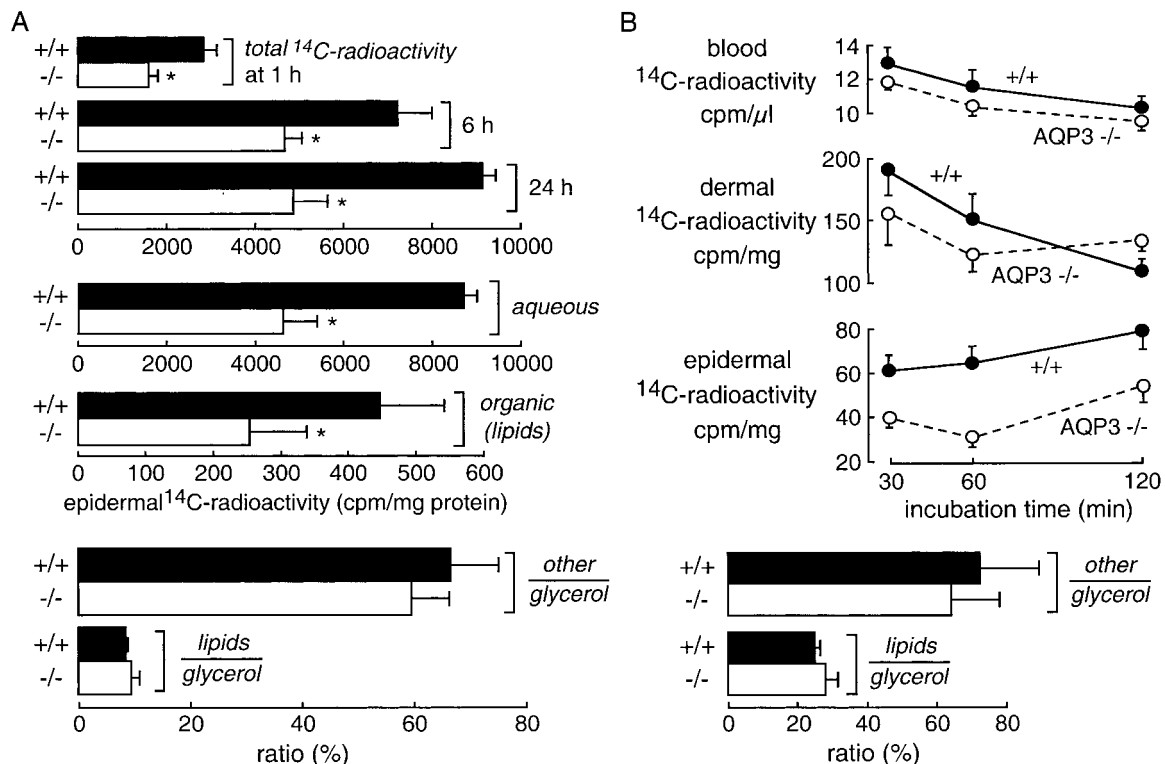 A
+/+
-/-
*
total ¹⁴C-radioactivity
at 1 h
+/+
-/-
*
6 h
+/+
-/-
*
24 h
0 2000 4000 6000 8000 10000
+/+
-/-
*
aqueous
0 2000 4000 6000 8000 10000
+/+
-/-
*
organic
(lipids)
0 100 200 300 400 500 600
epidermal¹⁴C-radioactivity (cpm/mg protein)
+/+
-/-
other
glycerol
+/+
-/-
lipids
glycerol
0 20 40 60 80
ratio (%)
B
blood
¹⁴C-radioactivity
cpm/µl
14
12
10
+/+
AQP3 -/-
dermal
¹⁴C-radioactivity
cpm/mg
200
150
100
+/+
AQP3 -/-
epidermal
¹⁴C-radioactivity
cpm/mg
80
60
40
20
+/+
AQP3 -/-
30 60 120
incubation time (min)
+/+
-/-
other
glycerol
+/+
-/-
lipids
glycerol
0 20 40 60 80
ratio (%)